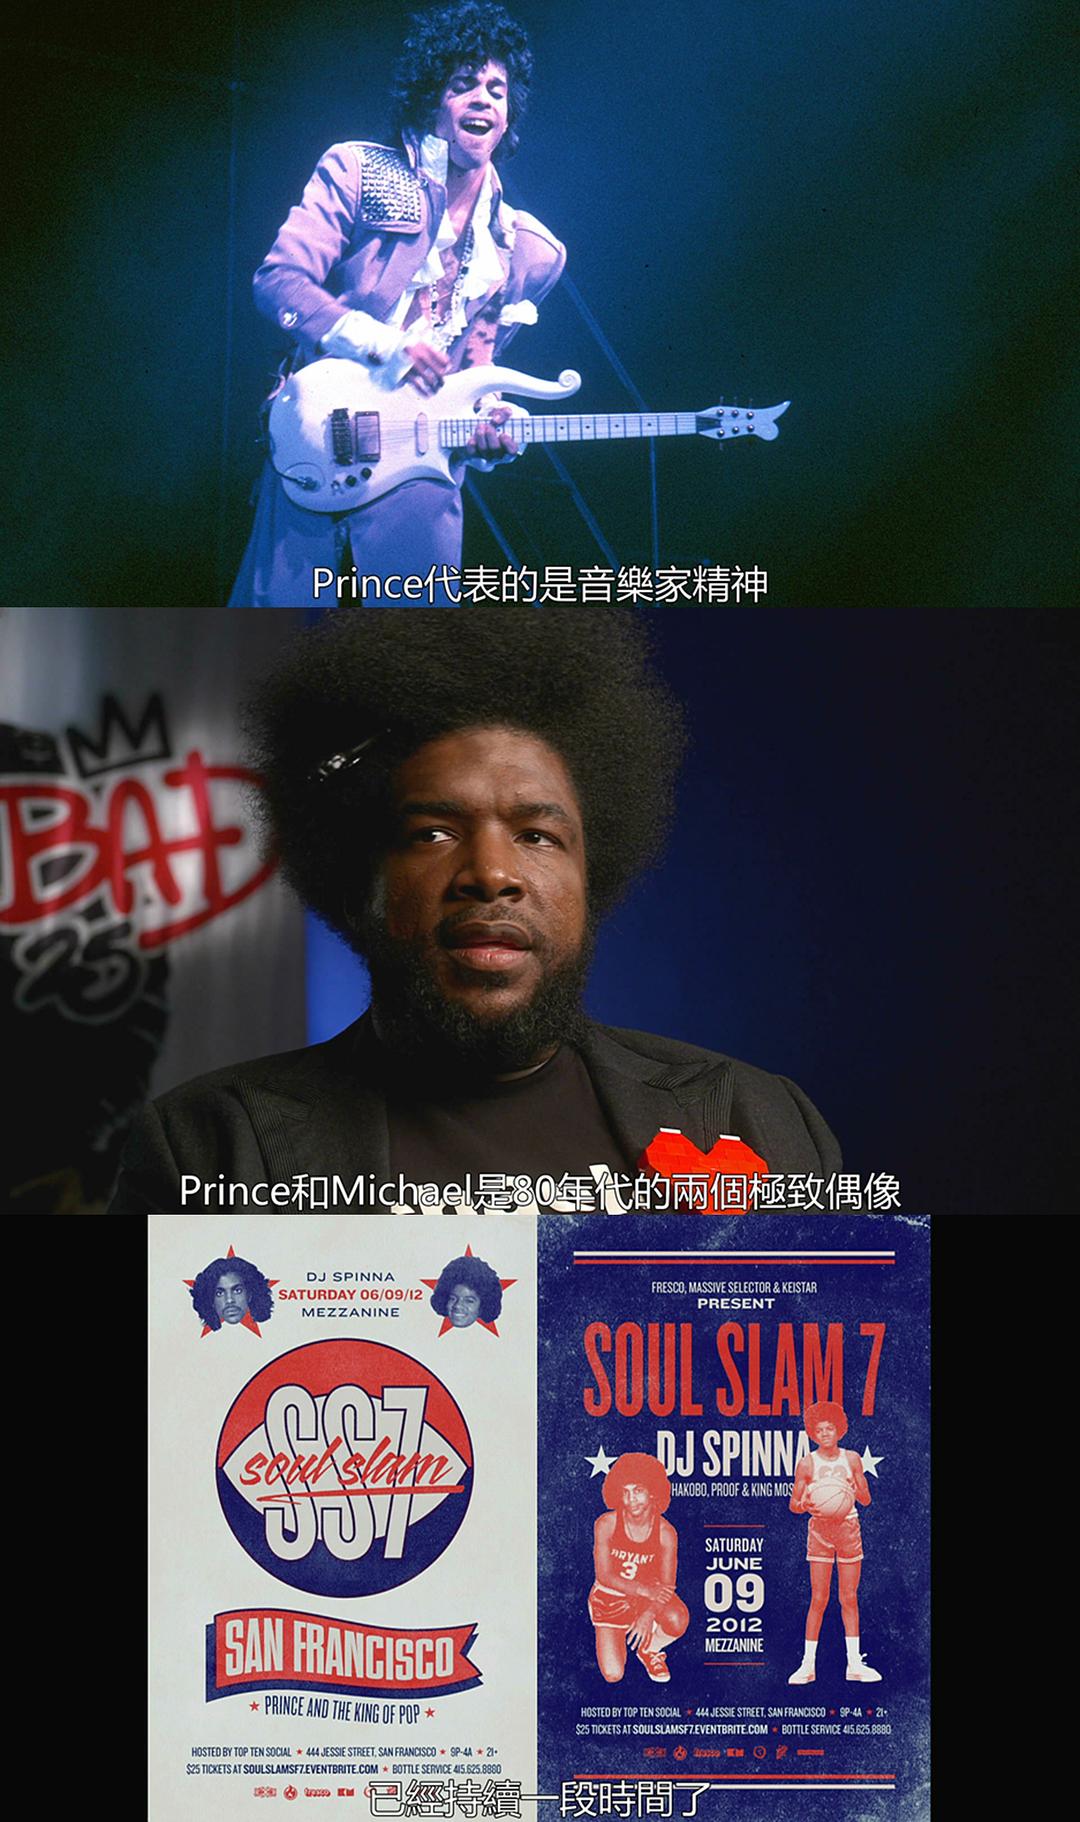 Prince代表的是音樂家精神
BAD
25
Prince和Michael是80年代的兩個極致偶像
DJ SPINNA
SATURDAY 06/09/12
MEZZANINE
SS7
soul slam
SAN FRANCISCO
★ PRINCE AND THE KING OF POP ★
HOSTED BY TOP TEN SOCIAL ★ 444 JESSIE STREET, SAN FRANCISCO ★ 9P-4A ★ 21+
$25 TICKETS AT SOULSLAMSF7.EVENTBRITE.COM ★ BOTTLE SERVICE 415.625.8880
fresco
FRESCO, MASSIVE SELECTOR & KEISTAR
PRESENT
SOUL SLAM 7
DJ SPINNA
HAKOBO, PROOF & KING MOS
BRYANT
3
SATURDAY
JUNE
09
2012
MEZZANINE
HOSTED BY TOP TEN SOCIAL ★ 444 JESSIE STREET, SAN FRANCISCO ★ 9P-4A ★ 21+
$25 TICKETS AT SOULSLAMSF7.EVENTBRITE.COM ★ BOTTLE SERVICE 415.625.8880
fresco
已經持續一段時間了